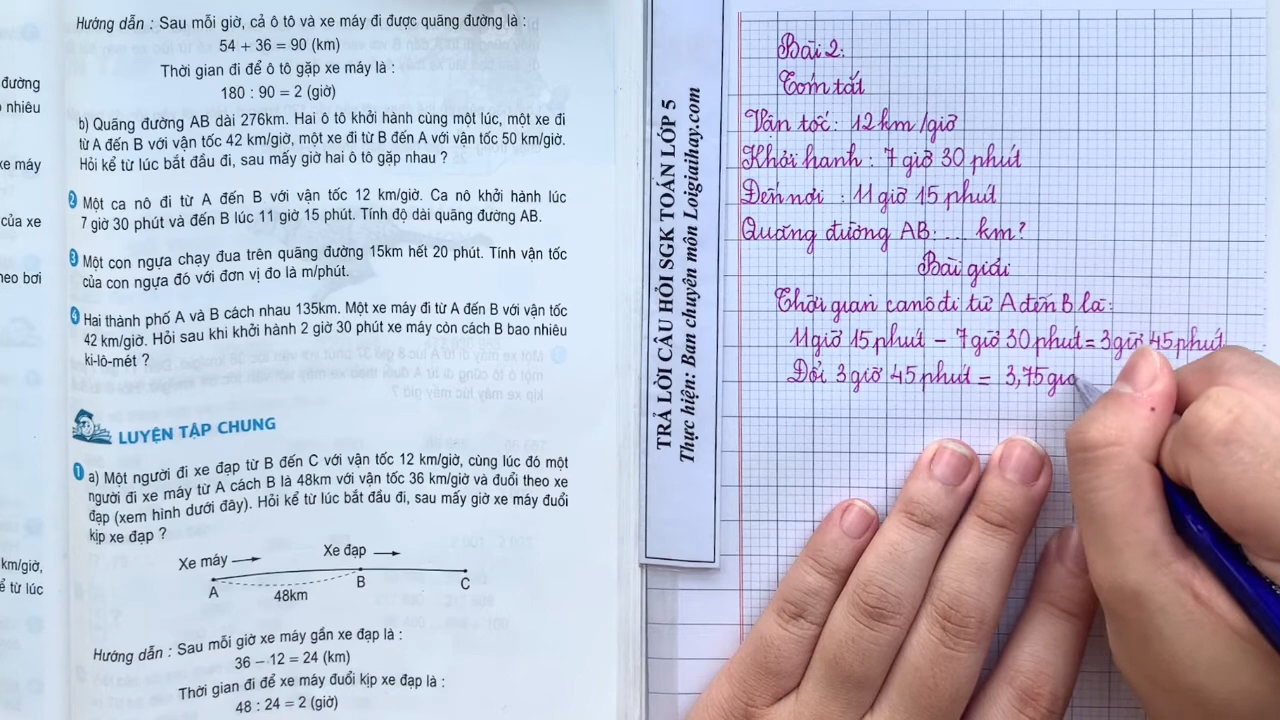 đường
nhiêu
xe máy
của xe
heo bơi
km/giờ,
ể từ lúc
Hướng dẫn : Sau mỗi giờ, cả ô tô và xe máy đi được quãng đường là :
54 + 36 = 90 (km)
Thời gian đi để ô tô gặp xe máy là :
180 : 90 = 2 (giờ)
b) Quãng đường AB dài 276km. Hai ô tô khởi hành cùng một lúc, một xe đi
từ A đến B với vận tốc 42 km/giờ, một xe đi từ B đến A với vận tốc 50 km/giờ.
Hỏi kể từ lúc bắt đầu đi, sau mấy giờ hai ô tô gặp nhau ?
2 Một ca nô đi từ A đến B với vận tốc 12 km/giờ. Ca nô khởi hành lúc
7 giờ 30 phút và đến B lúc 11 giờ 15 phút. Tính độ dài quãng đường AB.
3 Một con ngựa chạy đua trên quãng đường 15km hết 20 phút. Tính vận tốc
của con ngựa đó với đơn vị đo là m/phút.
4 Hai thành phố A và B cách nhau 135km. Một xe máy đi từ A đến B với vận tốc
42 km/giờ. Hỏi sau khi khởi hành 2 giờ 30 phút xe máy còn cách B bao nhiêu
ki-lô-mét ?
LUYỆN TẬP CHUNG
1 a) Một người đi xe đạp từ B đến C với vận tốc 12 km/giờ, cùng lúc đó một
người đi xe máy từ A cách B là 48km với vận tốc 36 km/giờ và đuổi theo xe
đạp (xem hình dưới đây). Hỏi kể từ lúc bắt đầu đi, sau mấy giờ xe máy đuổi
kịp xe đạp ?
Xe máy Xe đạp
A B C
48km
Hướng dẫn : Sau mỗi giờ xe máy gần xe đạp là :
36 – 12 = 24 (km)
Thời gian đi để xe máy đuổi kịp xe đạp là :
48 : 24 = 2 (giờ)
TRẢ LỜI CÂU HỎI SGK TOÁN LỚP 5
Thực hiện: Ban chuyên môn Loigiaihay.com
Bài 2:
Tóm tắt
Vận tốc: 12km/giờ
Khởi hành : 7 giờ 30 phút
Đến nơi : 11 giờ 15 phút
Quãng đường AB: ... km?
Bài giải
Thời gian ca nô đi từ A đến B là:
11 giờ 15 phút – 7 giờ 30 phút = 3 giờ 45 phút
Đổi 3 giờ 45 phút = 3,75 giơ